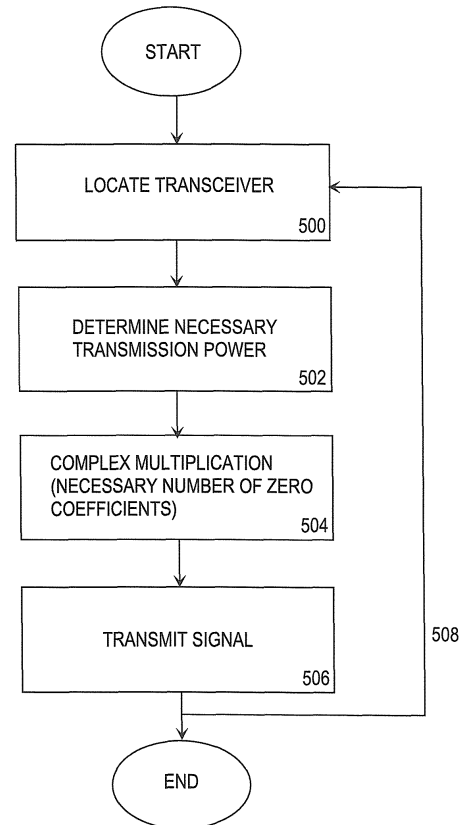 START
LOCATE TRANSCEIVER
500
DETERMINE NECESSARY
TRANSMISSION POWER
502
COMPLEX MULTIPLICATION
(NECESSARY NUMBER OF ZERO
COEFFICIENTS)
504
TRANSMIT SIGNAL
506
508
END